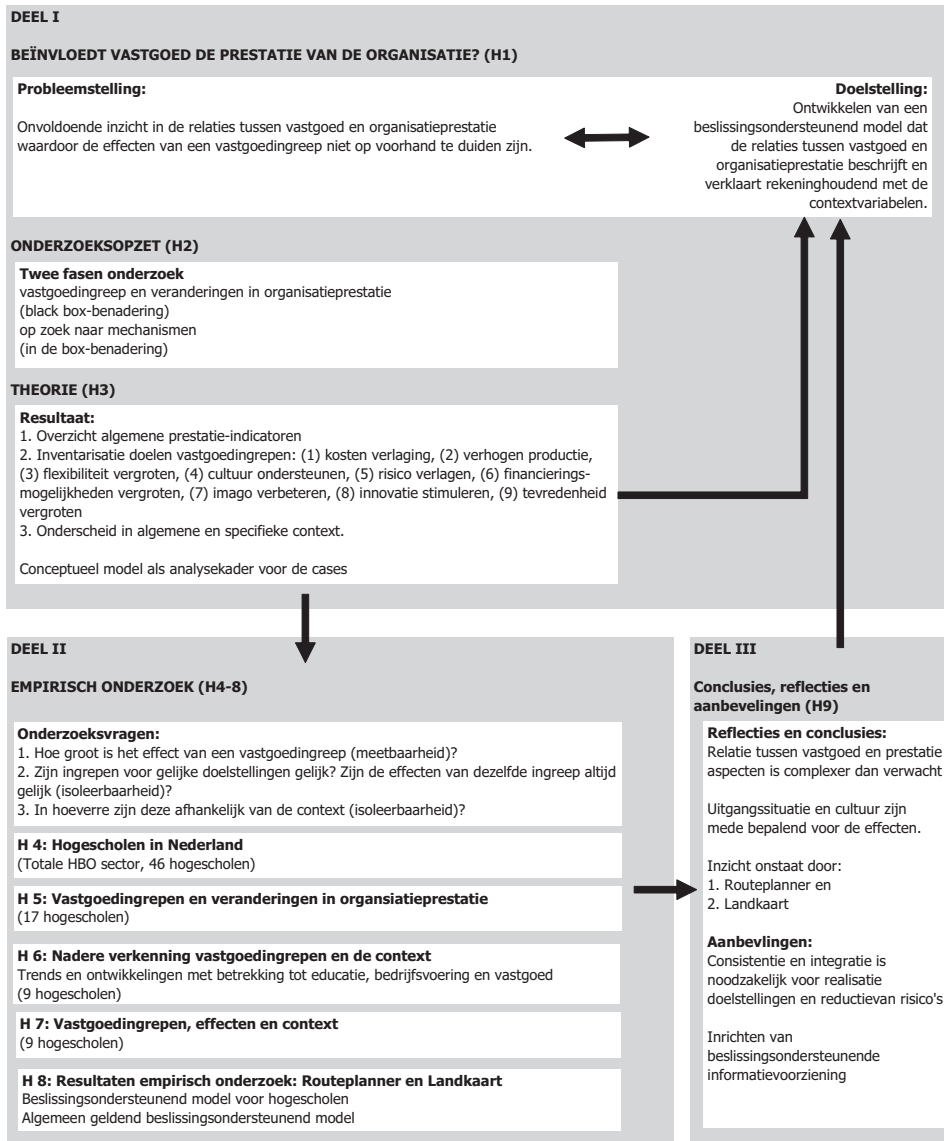 DEEL I
BEÏNVLOEDT VASTGOED DE PRESTATIE VAN DE ORGANISATIE? (H1)
Probleemstelling:
Onvoldoende inzicht in de relaties tussen vastgoed en organisatieprestatie
waardoor de effecten van een vastgoedingreep niet op voorhand te duiden zijn.
Doelstelling:
Ontwikkelen van een
beslissingsondersteunend model dat
de relaties tussen vastgoed en
organisatieprestatie beschrijft en
verklaart rekeninghoudend met de
contextvariabelen.
ONDERZOEKSOPZET (H2)
Twee fasen onderzoek
vastgoedingreep en veranderingen in organisatieprestatie
(black box-benadering)
op zoek naar mechanismen
(in de box-benadering)
THEORIE (H3)
Resultaat:
1. Overzicht algemene prestatie-indicatoren
2. Inventarisatie doelen vastgoedingrepen: (1) kosten verlaging, (2) verhogen productie,
(3) flexibiliteit vergroten, (4) cultuur ondersteunen, (5) risico verlagen, (6) financierings-
mogelijkheden vergroten, (7) imago verbeteren, (8) innovatie stimuleren, (9) tevredenheid
vergroten
3. Onderscheid in algemene en specifieke context.
Conceptueel model als analysekader voor de cases
DEEL II
EMPIRISCH ONDERZOEK (H4-8)
Onderzoeksvragen:
1. Hoe groot is het effect van een vastgoedingreep (meetbaarheid)?
2. Zijn ingrepen voor gelijke doelstellingen gelijk? Zijn de effecten van dezelfde ingreep altijd
gelijk (isoleerbaarheid)?
3. In hoeverre zijn deze afhankelijk van de context (isoleerbaarheid)?
H 4: Hogescholen in Nederland
(Totale HBO sector, 46 hogescholen)
H 5: Vastgoedingrepen en veranderingen in organsiatieprestatie
(17 hogescholen)
H 6: Nadere verkenning vastgoedingrepen en de context
Trends en ontwikkelingen met betrekking tot educatie, bedrijfsvoering en vastgoed
(9 hogescholen)
H 7: Vastgoedingrepen, effecten en context
(9 hogescholen)
H 8: Resultaten empirisch onderzoek: Routeplanner en Landkaart
Beslissingsondersteunend model voor hogescholen
Algemeen geldend beslissingsondersteunend model
DEEL III
Conclusies, reflecties en
aanbevelingen (H9)
Reflecties en conclusies:
Relatie tussen vastgoed en prestatie
aspecten is complexer dan verwacht
Uitgangssituatie en cultuur zijn
mede bepalend voor de effecten.
Inzicht onstaat door:
1. Routeplanner en
2. Landkaart
Aanbevlingen:
Consistentie en integratie is
noodzakelijk voor realisatie
doelstellingen en reductievan risico's
Inrichten van
beslissingsondersteunende
informatievoorziening